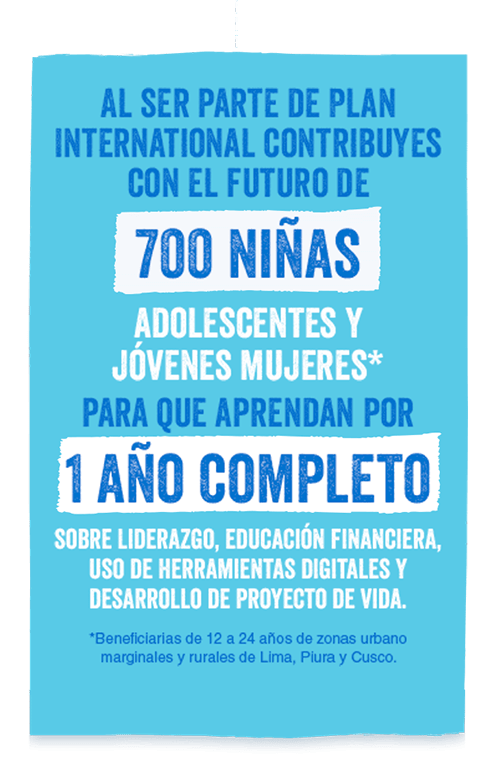 AL SER PARTE DE PLAN
INTERNATIONAL CONTRIBUYES
CON EL FUTURO DE
700 NIÑAS
ADOLESCENTES Y
JÓVENES MUJERES*
PARA QUE APRENDAN POR
1 AÑO COMPLETO
SOBRE LIDERAZGO, EDUCACIÓN FINANCIERA,
USO DE HERRAMIENTAS DIGITALES Y
DESARROLLO DE PROYECTO DE VIDA.
*Beneficiarias de 12 a 24 años de zonas urbano
marginales y rurales de Lima, Piura y Cusco.